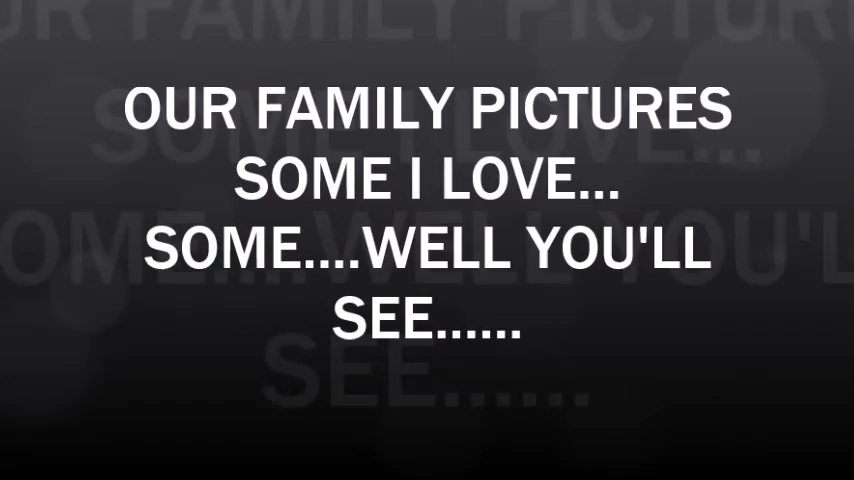 OUR FAMILY PICTURES
SOME I LOVE...
SOME....WELL YOU'LL
SEE......